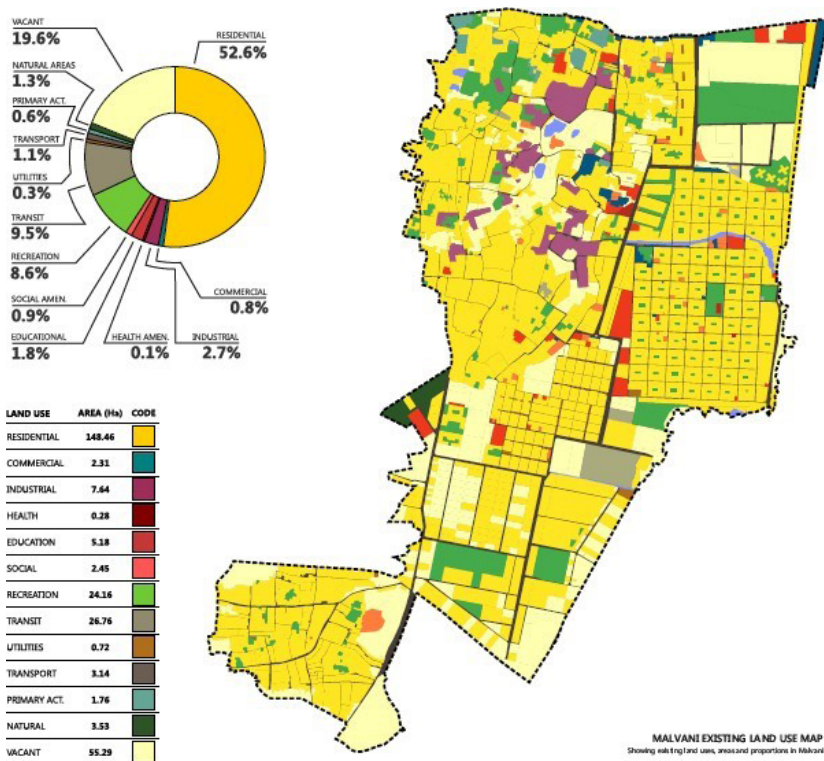 VACANT
19.6%
RESIDENTIAL
52.6%
NATURAL AREAS
1.3%
PRIMARY ACT.
0.6%
TRANSPORT
1.1%
UTILITIES
0.3%
TRANSIT
9.5%
RECREATION
8.6%
SOCIAL AMEN.
0.9%
EDUCATIONAL
1.8%
HEALTH AMEN.
0.1%
INDUSTRIAL
2.7%
COMMERCIAL
0.8%
LAND USE AREA (Ha) CODE
RESIDENTIAL 148.46
COMMERCIAL 2.31
INDUSTRIAL 7.64
HEALTH 0.28
EDUCATION 5.18
SOCIAL 2.45
RECREATION 24.16
TRANSIT 26.76
UTILITIES 0.72
TRANSPORT 3.14
PRIMARY ACT. 1.76
NATURAL 3.53
VACANT 55.29
MALVANI EXISTING LAND USE MAP
Showing existing land uses, areas and proportions in Malvani